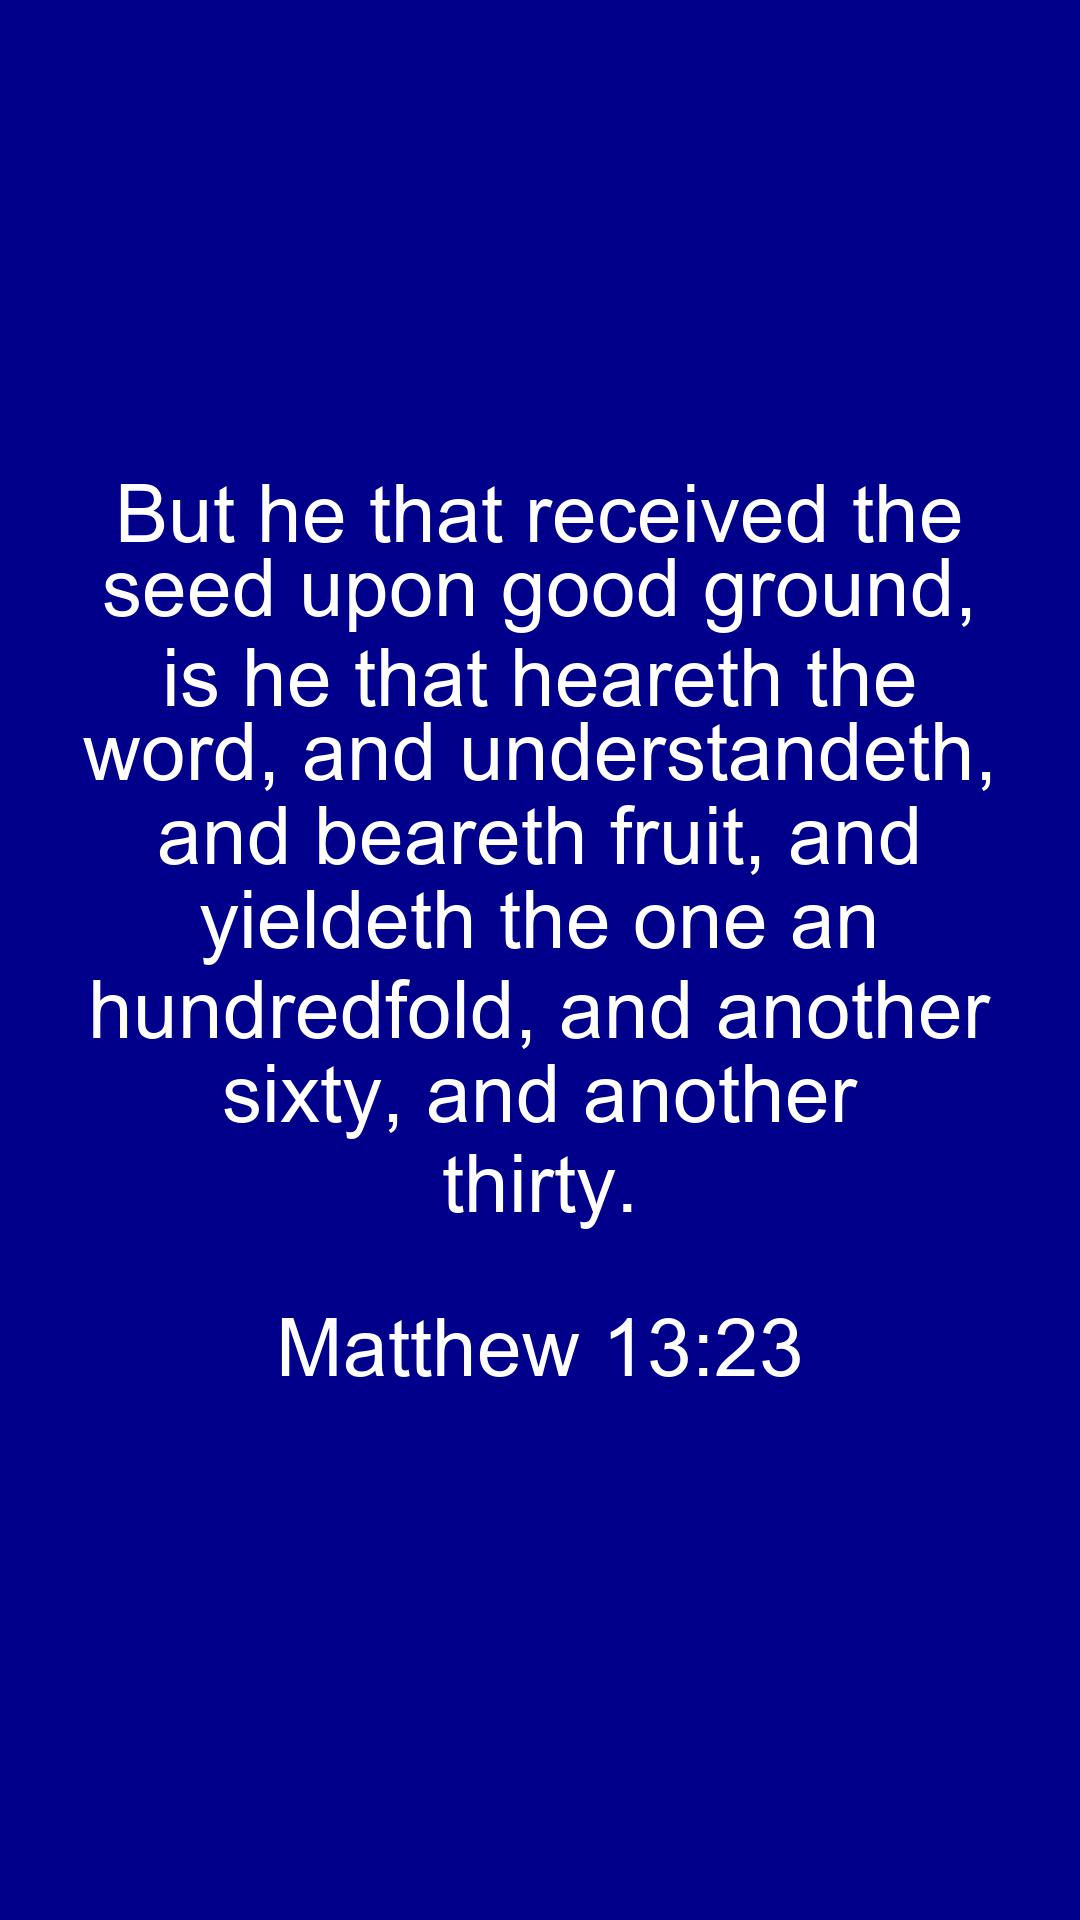 But he that received the
seed upon good ground,
is he that heareth the
word, and understandeth,
and beareth fruit, and
yieldeth the one an
hundredfold, and another
sixty, and another
thirty.
Matthew 13:23